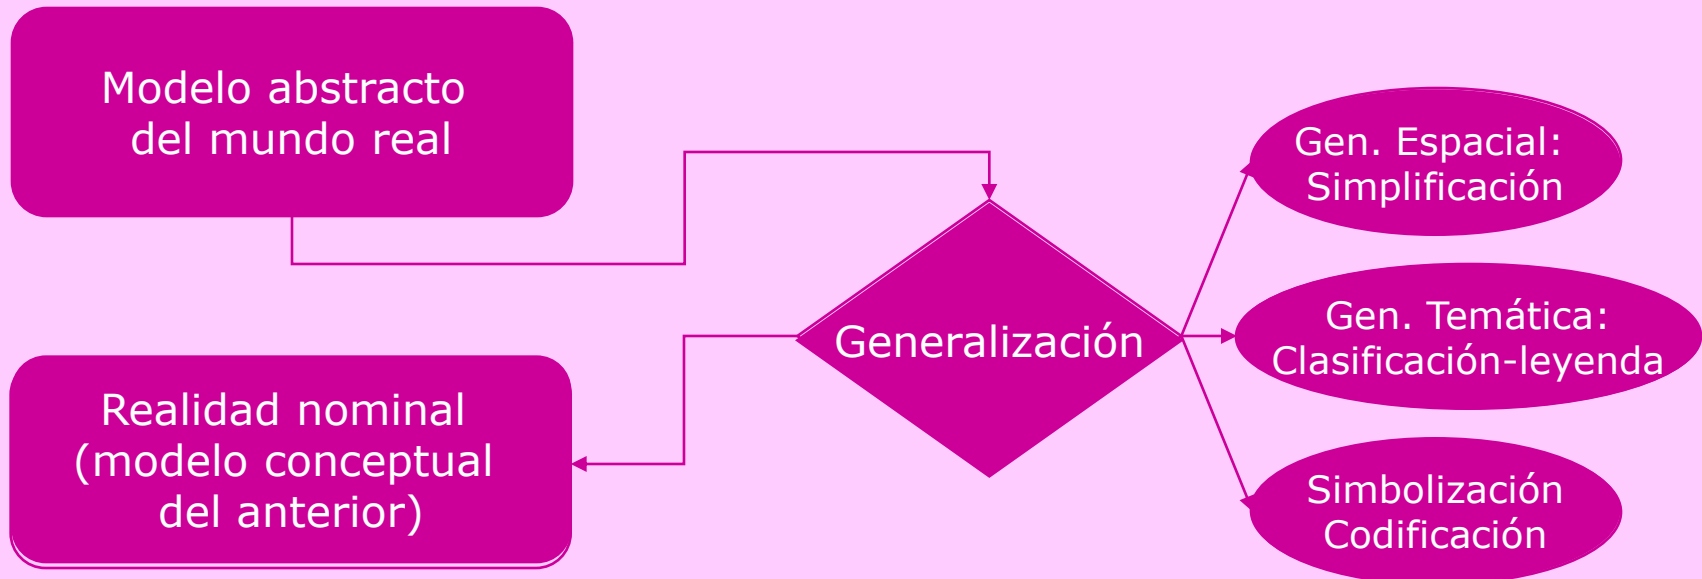 Modelo abstracto
del mundo real
Gen. Espacial:
Simplificación
Generalización
Gen. Temática:
Clasificación-leyenda
Realidad nominal
(modelo conceptual
del anterior)
Simbolización
Codificación